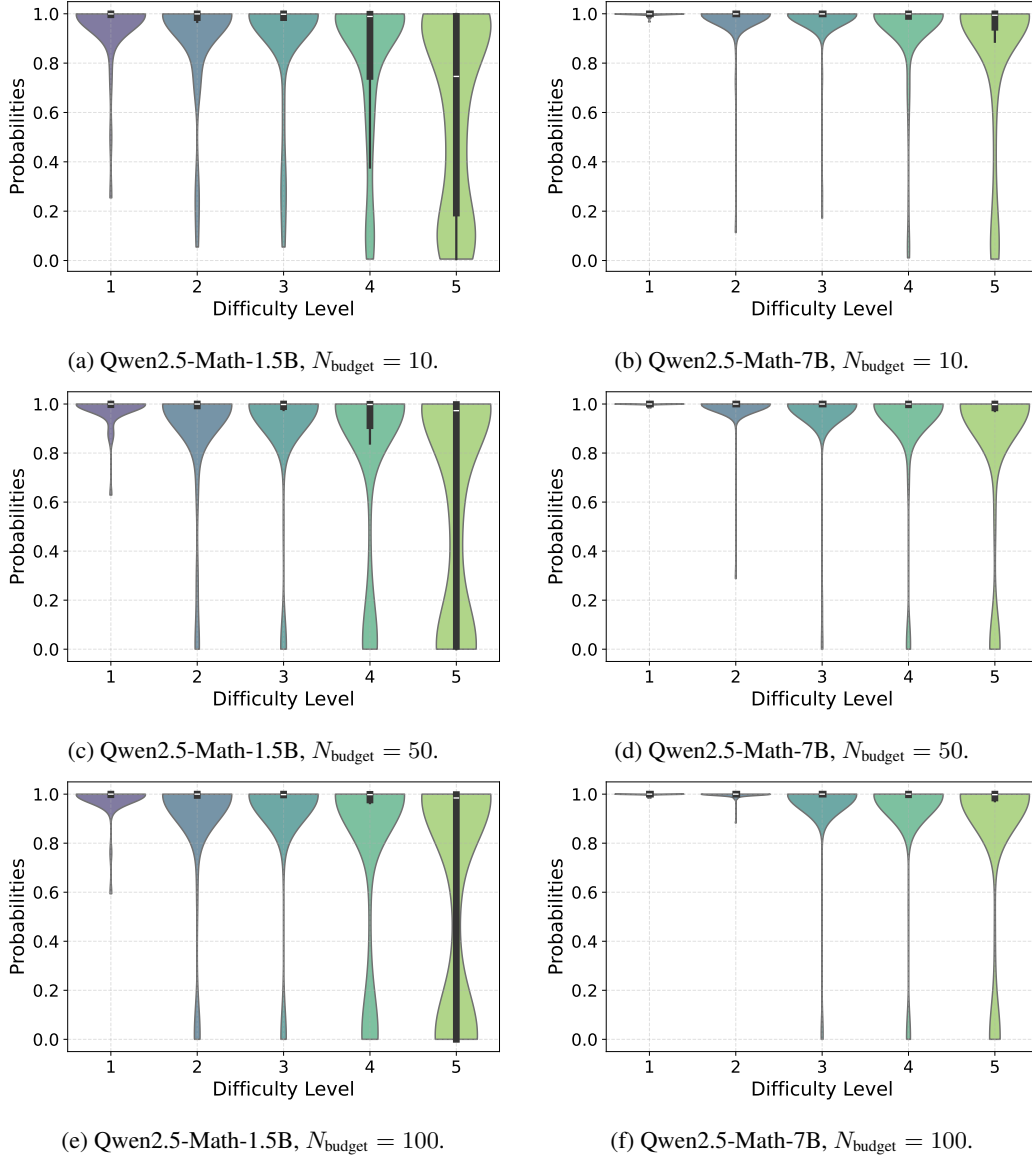 1.0
0.8
0.6
0.4
0.2
0.0
Probabilities
1 2 3 4 5
Difficulty Level
(a) Qwen2.5-Math-1.5B, N_budget = 10.
1.0
0.8
0.6
0.4
0.2
0.0
Probabilities
1 2 3 4 5
Difficulty Level
(b) Qwen2.5-Math-7B, N_budget = 10.
1.0
0.8
0.6
0.4
0.2
0.0
Probabilities
1 2 3 4 5
Difficulty Level
(c) Qwen2.5-Math-1.5B, N_budget = 50.
1.0
0.8
0.6
0.4
0.2
0.0
Probabilities
1 2 3 4 5
Difficulty Level
(d) Qwen2.5-Math-7B, N_budget = 50.
1.0
0.8
0.6
0.4
0.2
0.0
Probabilities
1 2 3 4 5
Difficulty Level
(e) Qwen2.5-Math-1.5B, N_budget = 100.
1.0
0.8
0.6
0.4
0.2
0.0
Probabilities
1 2 3 4 5
Difficulty Level
(f) Qwen2.5-Math-7B, N_budget = 100.